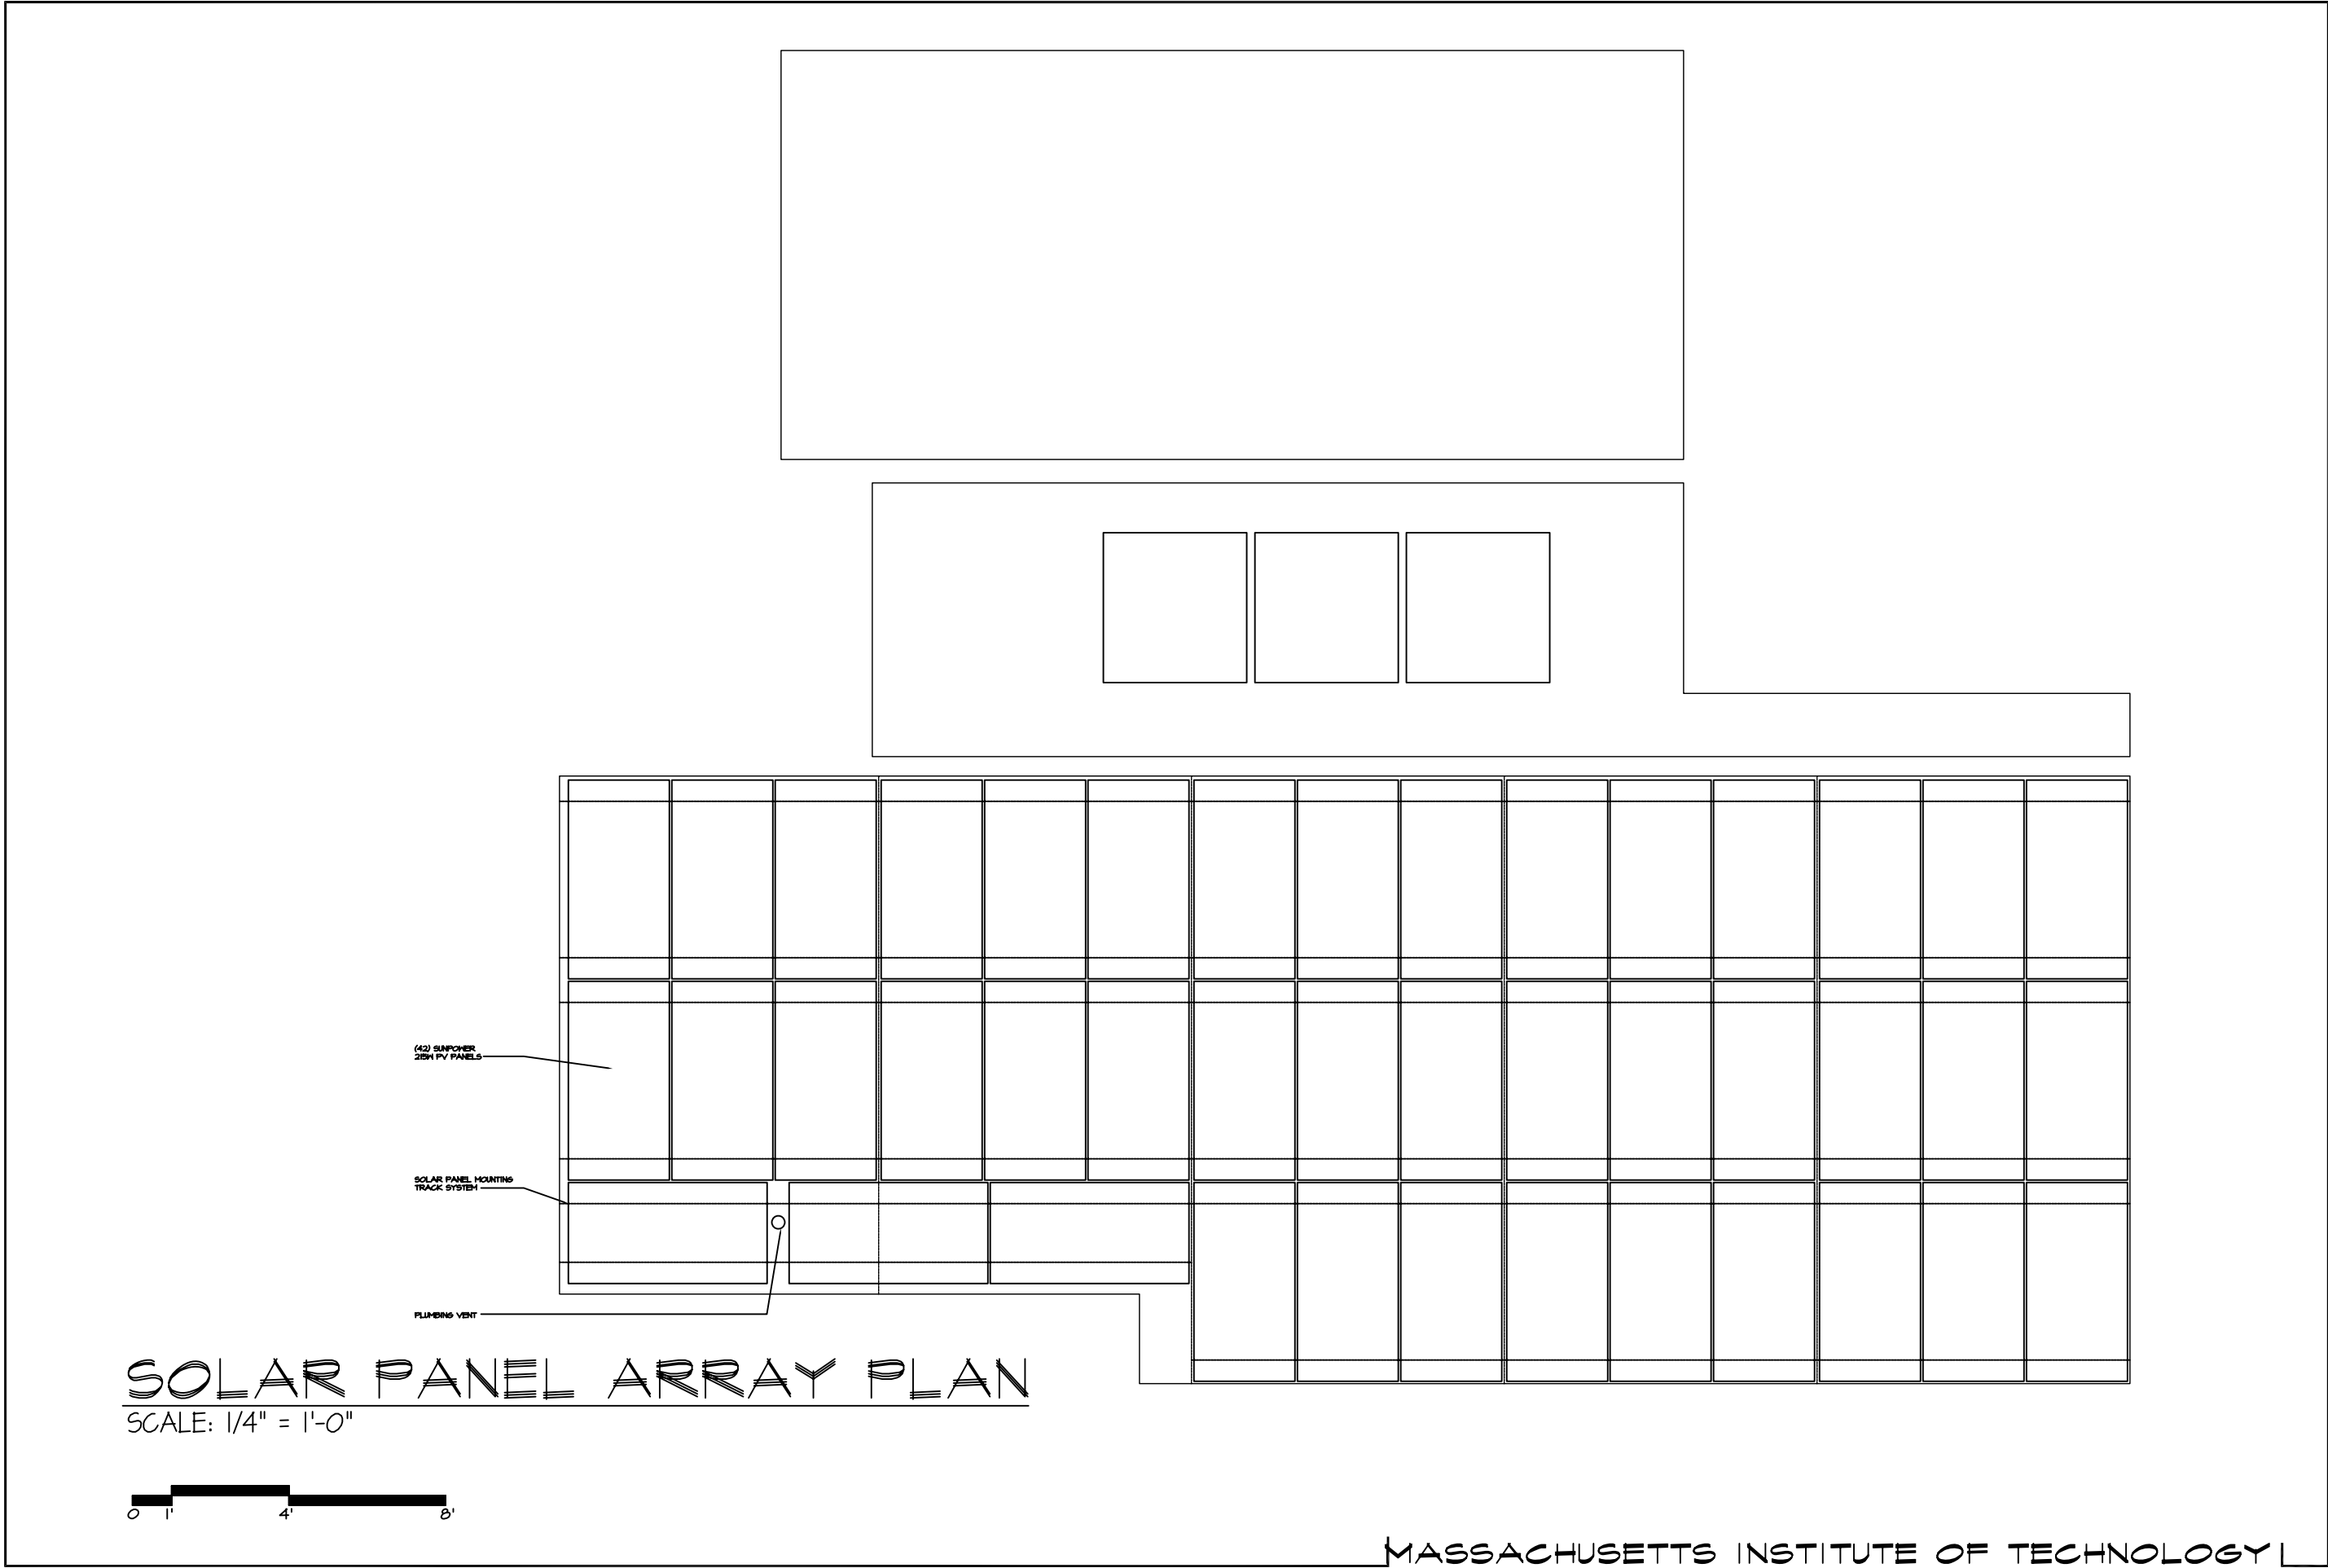 (42) SUNPOWER
215W PV PANELS
SOLAR PANEL MOUNTING
TRACK SYSTEM
PLUMBING VENT
SOLAR PANEL ARRAY PLAN
SCALE: 1/4" = 1'-0"
0 1' 4' 8'
MASSACHUSETTS INSTITUTE OF TECHNOLOGY